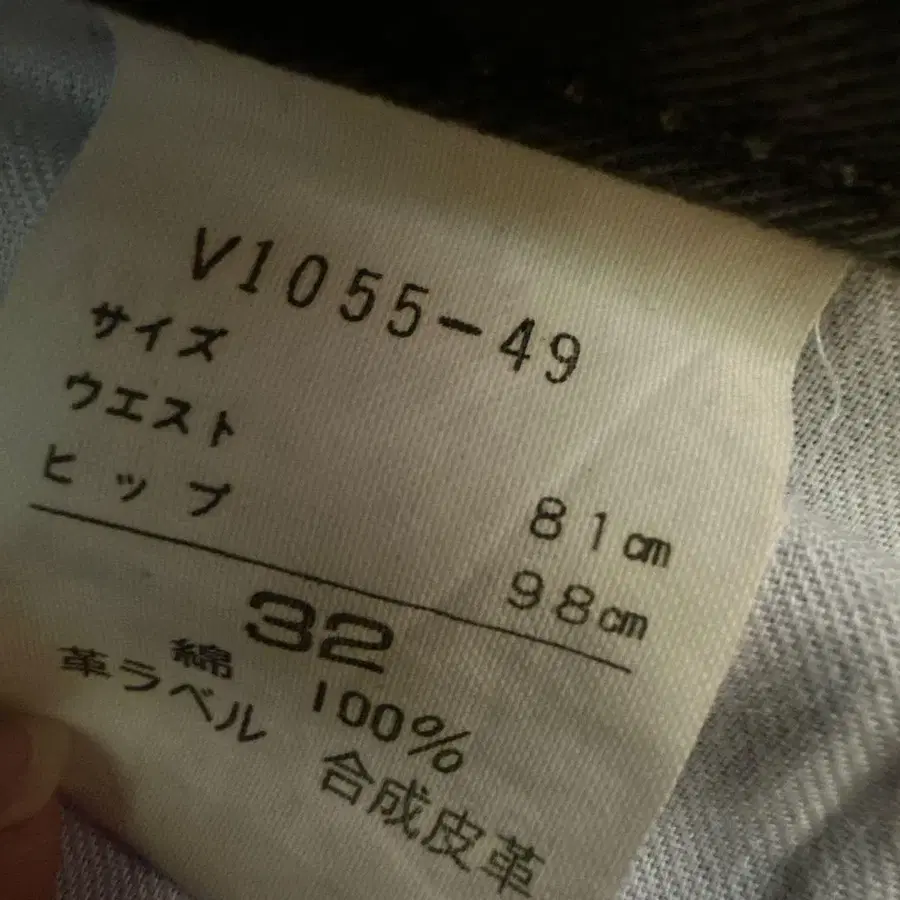 V1055-49
サイズ
ウエスト 81cm
ヒップ 98cm
32
綿 100%
革ラベル 合成皮革